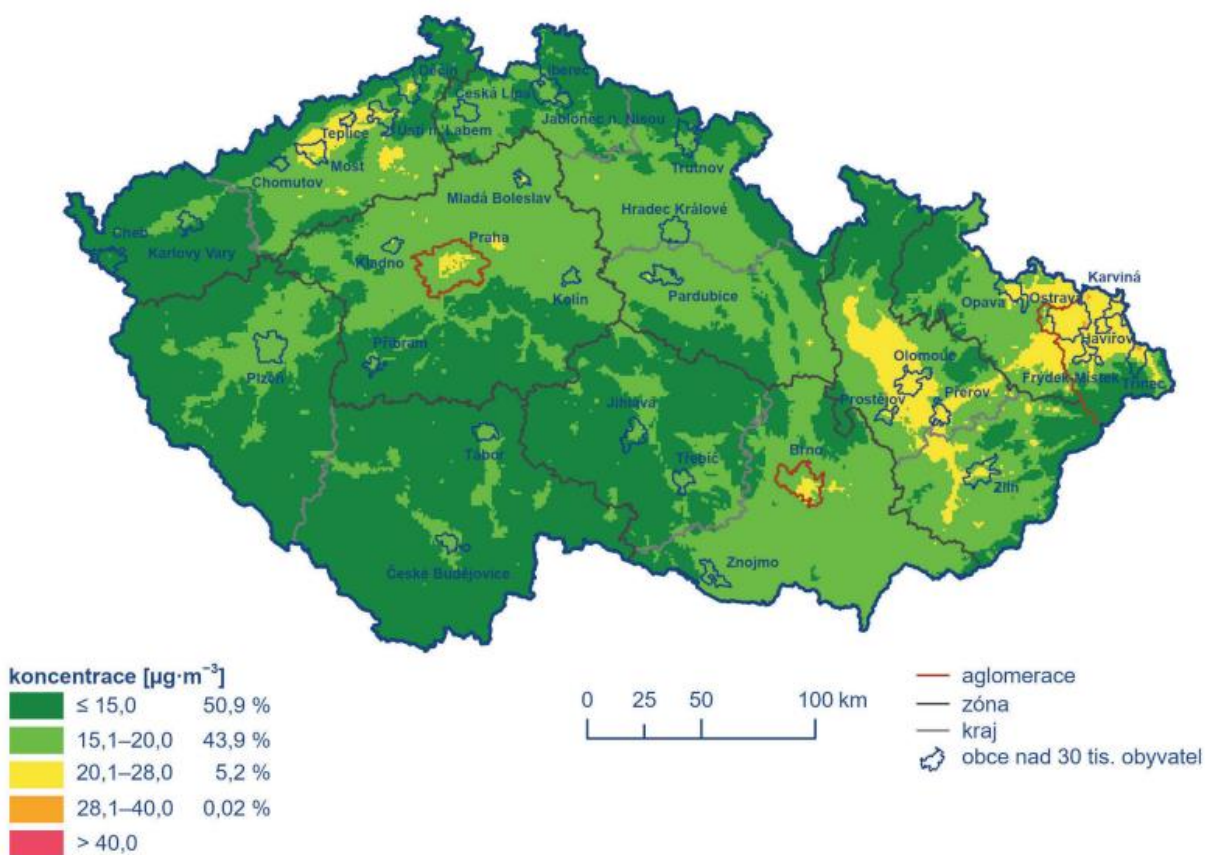 Děčín
Liberec
Česká Lípa
Jablonec n. Nisou
Teplice
Ústí n. Labem
Most
Chomutov
Trutnov
Mladá Boleslav
Hradec Králové
Cheb
Karlovy Vary
Praha
Kladno
Kolín
Pardubice
Karviná
Opava
Ostrava
Havířov
Olomouc
Frýdek-Místek
Třinec
Přerov
Prostějov
Příbram
Plzeň
Jihlava
Tábor
Třebíč
Brno
Zlín
České Budějovice
Znojmo
koncentrace [µg·m⁻³]
≤ 15,0 50,9 %
15,1–20,0 43,9 %
20,1–28,0 5,2 %
28,1–40,0 0,02 %
> 40,0
0 25 50 100 km
aglomerace
zóna
kraj
obce nad 30 tis. obyvatel